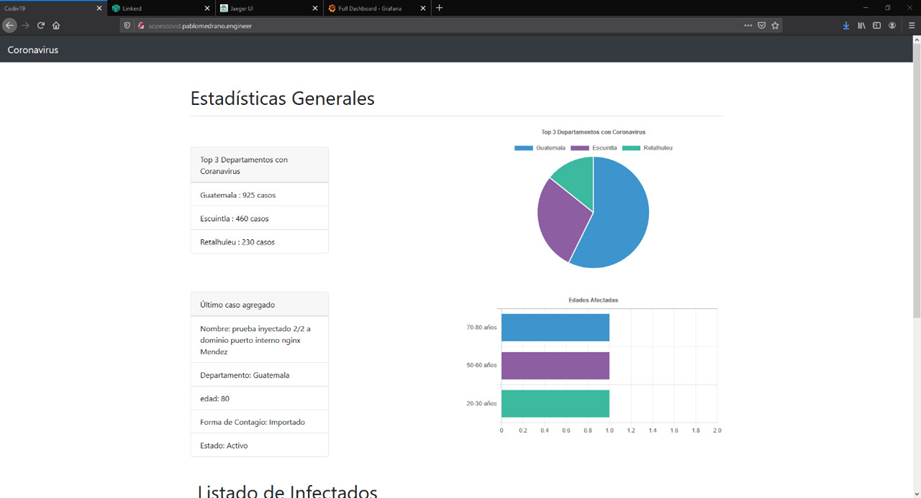 Codin19
Linkerd
Jaeger UI
Full Dashboard - Grafana
sopescovid.pablomedrano.engineer
Coronavirus
Estadísticas Generales
Top 3 Departamentos con
Coranavirus
Guatemala : 925 casos
Escuintla : 460 casos
Retalhuleu : 230 casos
Top 3 Departamentos con Coronavirus
Guatemala
Escuintla
Retalhuleu
Último caso agregado
Nombre: prueba inyectado 2/2 a
dominio puerto interno nginx
Mendez
Departamento: Guatemala
edad: 80
Forma de Contagio: Importado
Estado: Activo
Edades Afectadas
70-80 años
50-60 años
20-30 años
0 0.2 0.4 0.6 0.8 1.0 1.2 1.4 1.6 1.8 2.0
Listado de Infectados